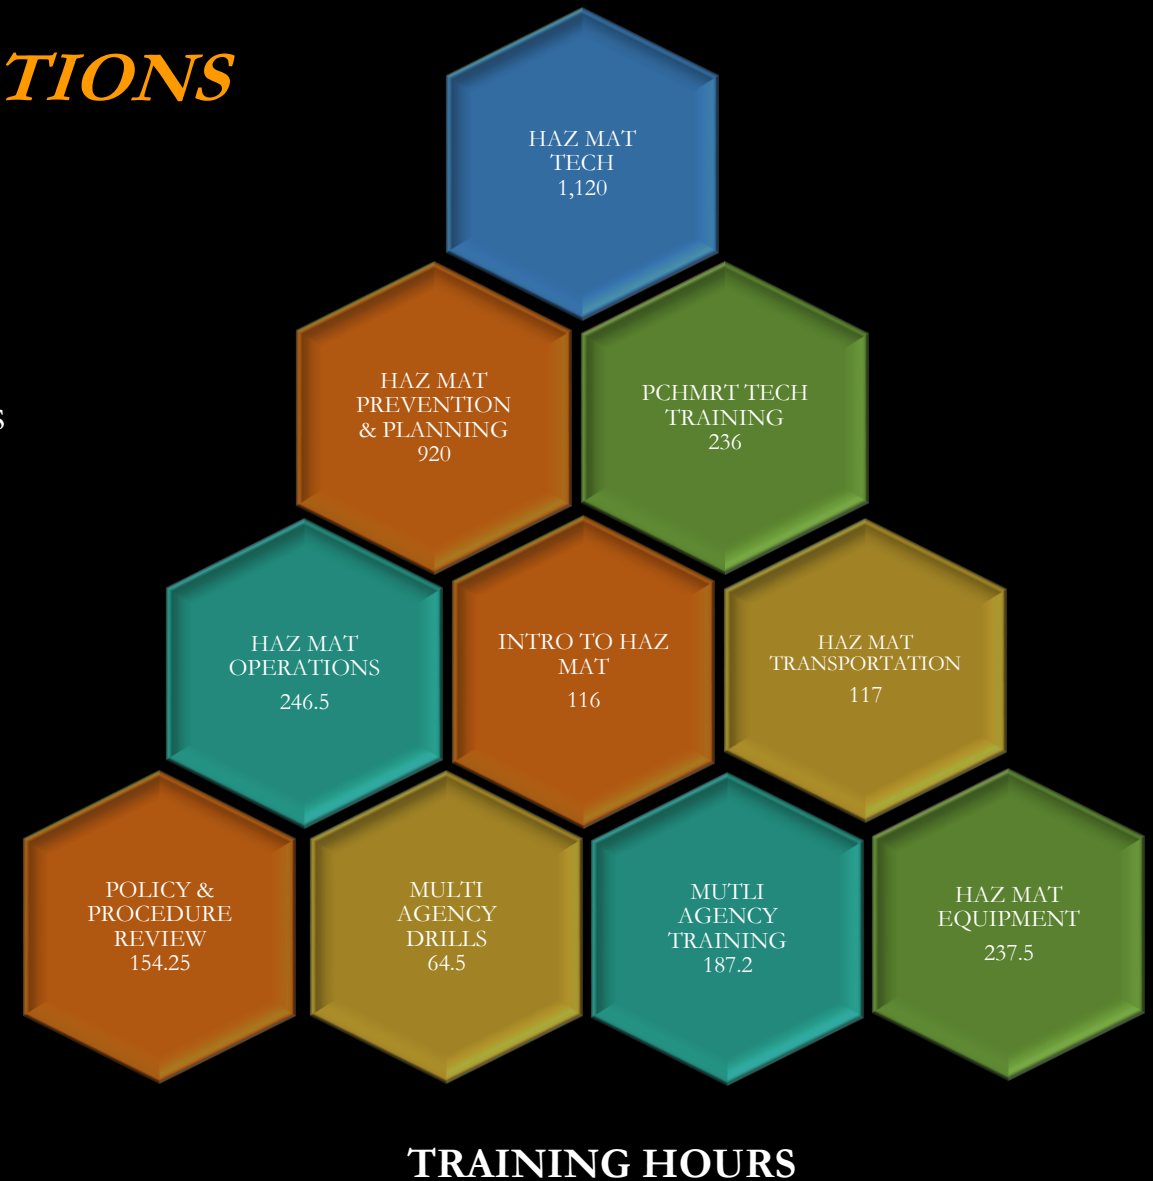 TIONS
HAZ MAT
TECH
1,120
HAZ MAT
PREVENTION
& PLANNING
920
PCHMRT TECH
TRAINING
236
S
HAZ MAT
OPERATIONS
246.5
INTRO TO HAZ
MAT
116
HAZ MAT
TRANSPORTATION
117
POLICY &
PROCEDURE
REVIEW
154.25
MULTI
AGENCY
DRILLS
64.5
MUTLI
AGENCY
TRAINING
187.2
HAZ MAT
EQUIPMENT
237.5
TRAINING HOURS